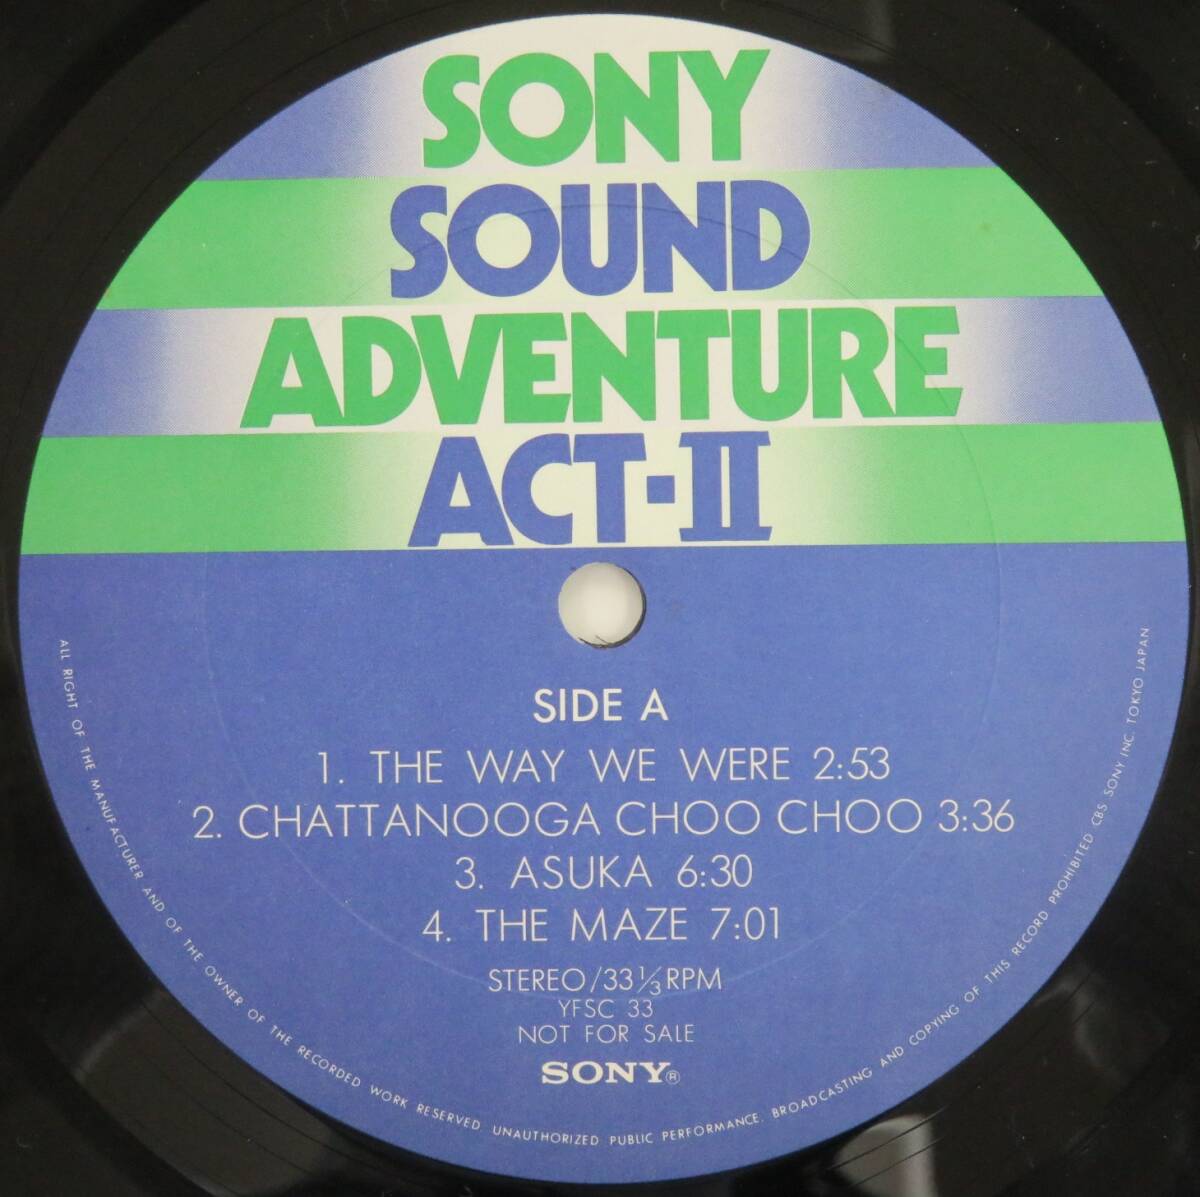 SONY
SOUND
ADVENTURE
ACT-II
SIDE A
1. THE WAY WE WERE 2:53
2. CHATTANOOGA CHOO CHOO 3:36
3. ASUKA 6:30
4. THE MAZE 7:01
STEREO/33⅓RPM
YFSC 33
NOT FOR SALE
SONY®
ALL RIGHT OF THE MANUFACTURER AND OF THE OWNER OF THE RECORDED WORK RESERVED UNAUTHORIZED PUBLIC PERFORMANCE. BROADCASTING AND COPYING OF THIS RECORD PROHIBITED CBS SONY INC. TOKYO JAPAN